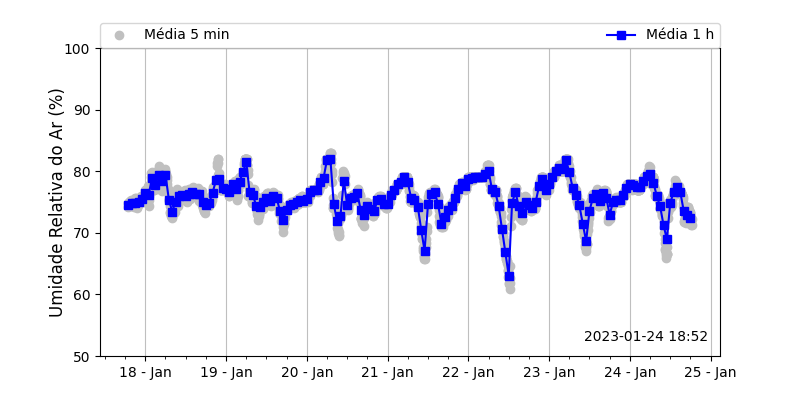 Média 5 min
Média 1 h
100
90
80
70
60
50
Umidade Relativa do Ar (%)
2023-01-24 18:52
18 - Jan
19 - Jan
20 - Jan
21 - Jan
22 - Jan
23 - Jan
24 - Jan
25 - Jan